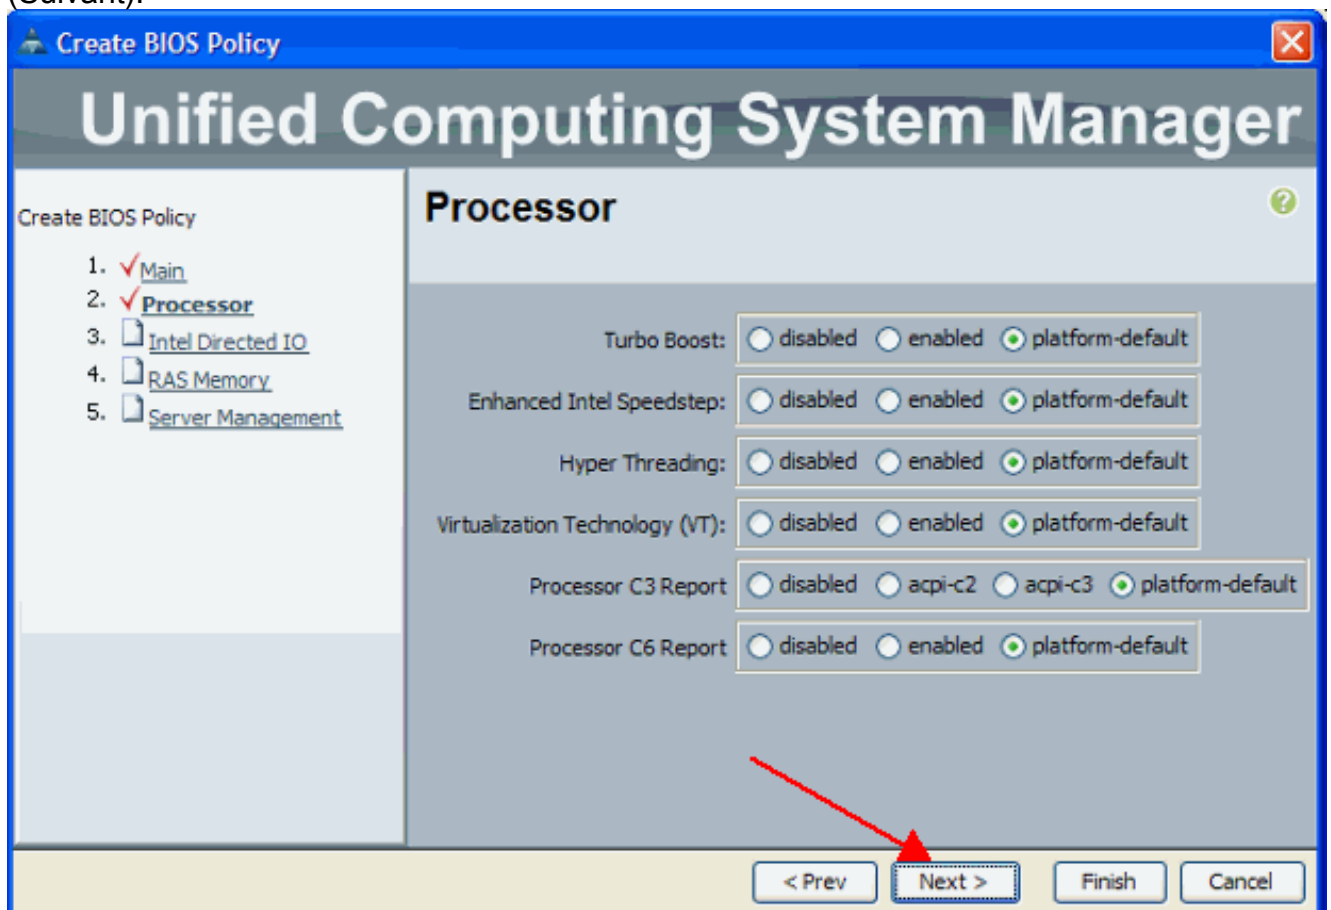 (Suivant).
Create BIOS Policy
Unified Computing System Manager
Create BIOS Policy
1. Main
2. Processor
3. Intel Directed IO
4. RAS Memory
5. Server Management
Processor
?
Turbo Boost: disabled enabled platform-default
Enhanced Intel Speedstep: disabled enabled platform-default
Hyper Threading: disabled enabled platform-default
Virtualization Technology (VT): disabled enabled platform-default
Processor C3 Report disabled acpi-c2 acpi-c3 platform-default
Processor C6 Report disabled enabled platform-default
< Prev Next > Finish Cancel